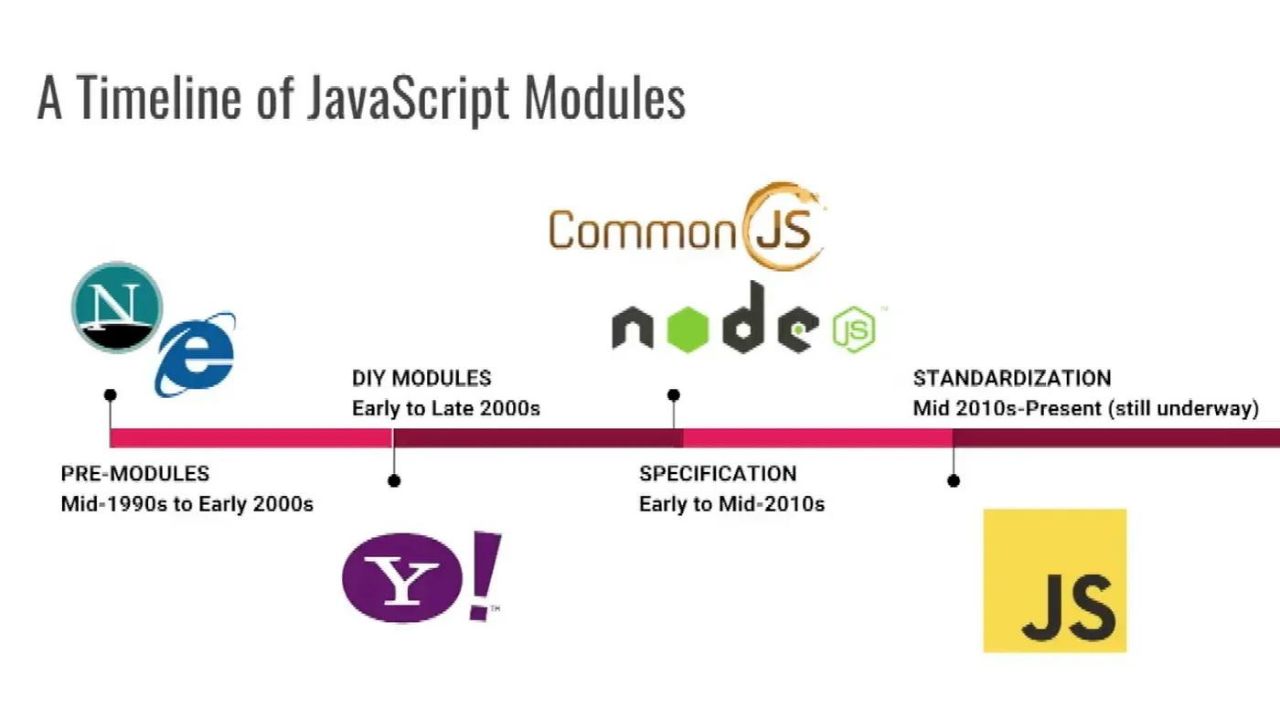 A Timeline of JavaScript Modules
CommonJS
N
e
node
JS
™
DIY MODULES
Early to Late 2000s
STANDARDIZATION
Mid 2010s-Present (still underway)
PRE-MODULES
Mid-1990s to Early 2000s
SPECIFICATION
Early to Mid-2010s
Y!
TM
JS